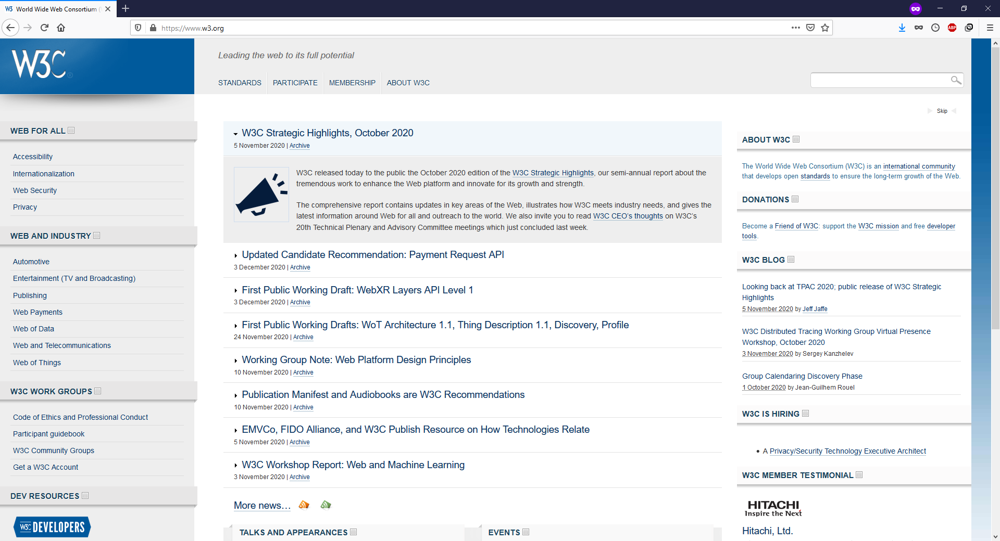 World Wide Web Consortium (
https://www.w3.org
ABP
W3C®
Leading the web to its full potential
STANDARDS
PARTICIPATE
MEMBERSHIP
ABOUT W3C
Skip
WEB FOR ALL
Accessibility
Internationalization
Web Security
Privacy
WEB AND INDUSTRY
Automotive
Entertainment (TV and Broadcasting)
Publishing
Web Payments
Web of Data
Web and Telecommunications
Web of Things
W3C WORK GROUPS
Code of Ethics and Professional Conduct
Participant guidebook
W3C Community Groups
Get a W3C Account
DEV RESOURCES
W3C DEVELOPERS
W3C Strategic Highlights, October 2020
5 November 2020 | Archive
W3C released today to the public the October 2020 edition of the W3C Strategic Highlights, our semi-annual report about the
tremendous work to enhance the Web platform and innovate for its growth and strength.
The comprehensive report contains updates in key areas of the Web, illustrates how W3C meets industry needs, and gives the
latest information around Web for all and outreach to the world. We also invite you to read W3C CEO's thoughts on W3C's
20th Technical Plenary and Advisory Committee meetings which just concluded last week.
Updated Candidate Recommendation: Payment Request API
3 December 2020 | Archive
First Public Working Draft: WebXR Layers API Level 1
3 December 2020 | Archive
First Public Working Drafts: WoT Architecture 1.1, Thing Description 1.1, Discovery, Profile
24 November 2020 | Archive
Working Group Note: Web Platform Design Principles
10 November 2020 | Archive
Publication Manifest and Audiobooks are W3C Recommendations
10 November 2020 | Archive
EMVCo, FIDO Alliance, and W3C Publish Resource on How Technologies Relate
5 November 2020 | Archive
W3C Workshop Report: Web and Machine Learning
3 November 2020 | Archive
More news…
TALKS AND APPEARANCES
EVENTS
ABOUT W3C
The World Wide Web Consortium (W3C) is an international community
that develops open standards to ensure the long-term growth of the Web.
DONATIONS
Become a Friend of W3C: support the W3C mission and free developer
tools.
W3C BLOG
Looking back at TPAC 2020; public release of W3C Strategic
Highlights
5 November 2020 by Jeff Jaffe
W3C Distributed Tracing Working Group Virtual Presence
Workshop, October 2020
3 November 2020 by Sergey Kanzhelev
Group Calendaring Discovery Phase
1 October 2020 by Jean-Guilhem Rouel
W3C IS HIRING
• A Privacy/Security Technology Executive Architect
W3C MEMBER TESTIMONIAL
HITACHI
Inspire the Next
Hitachi, Ltd.